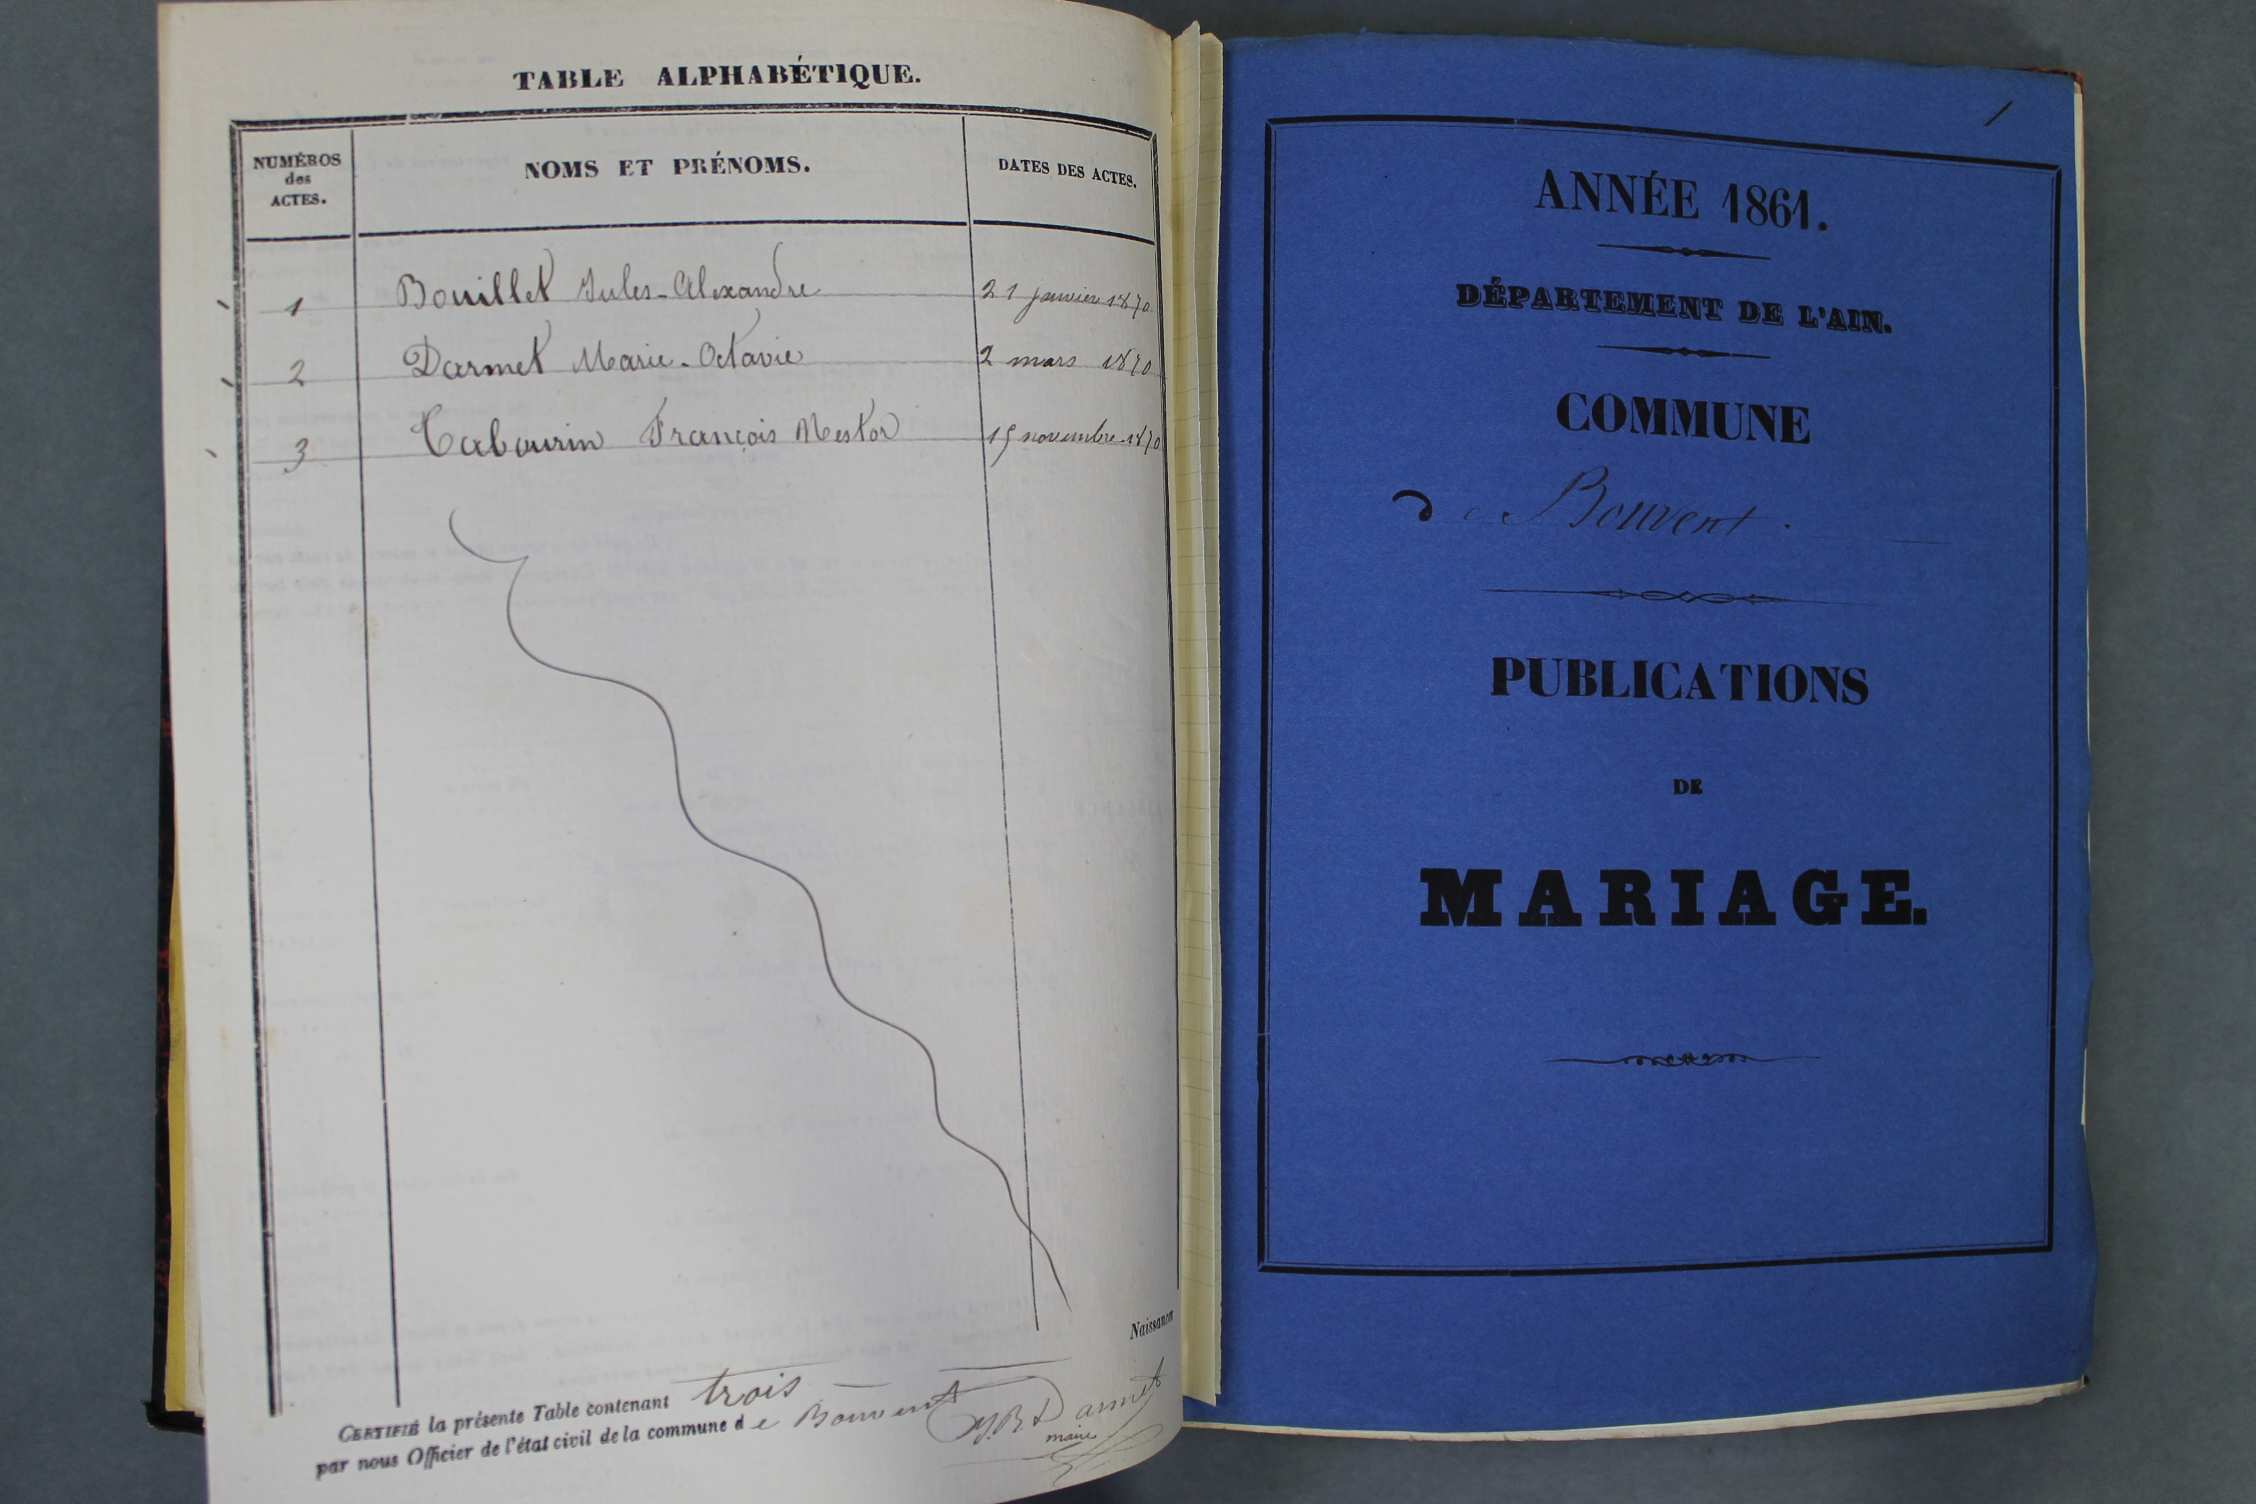 TABLE ALPHABÉTIQUE.
NUMÉROS
des
ACTES.
NOMS ET PRÉNOMS.
DATES DES ACTES.
1 Bouillet Jules-Alexandre 21 janvier 1870
2 Darmet Marie-Octavie 2 mars 1870
3 Tabourin François Nestor 15 novembre 1870
Naissances
CERTIFIÉ la présente Table contenant trois
par nous Officier de l'état civil de la commune de Bouvent
J.B. Darmet
maire
1
ANNÉE 1861.
DÉPARTEMENT DE L'AIN.
COMMUNE
de Bouvent.
PUBLICATIONS
DE
MARIAGE.